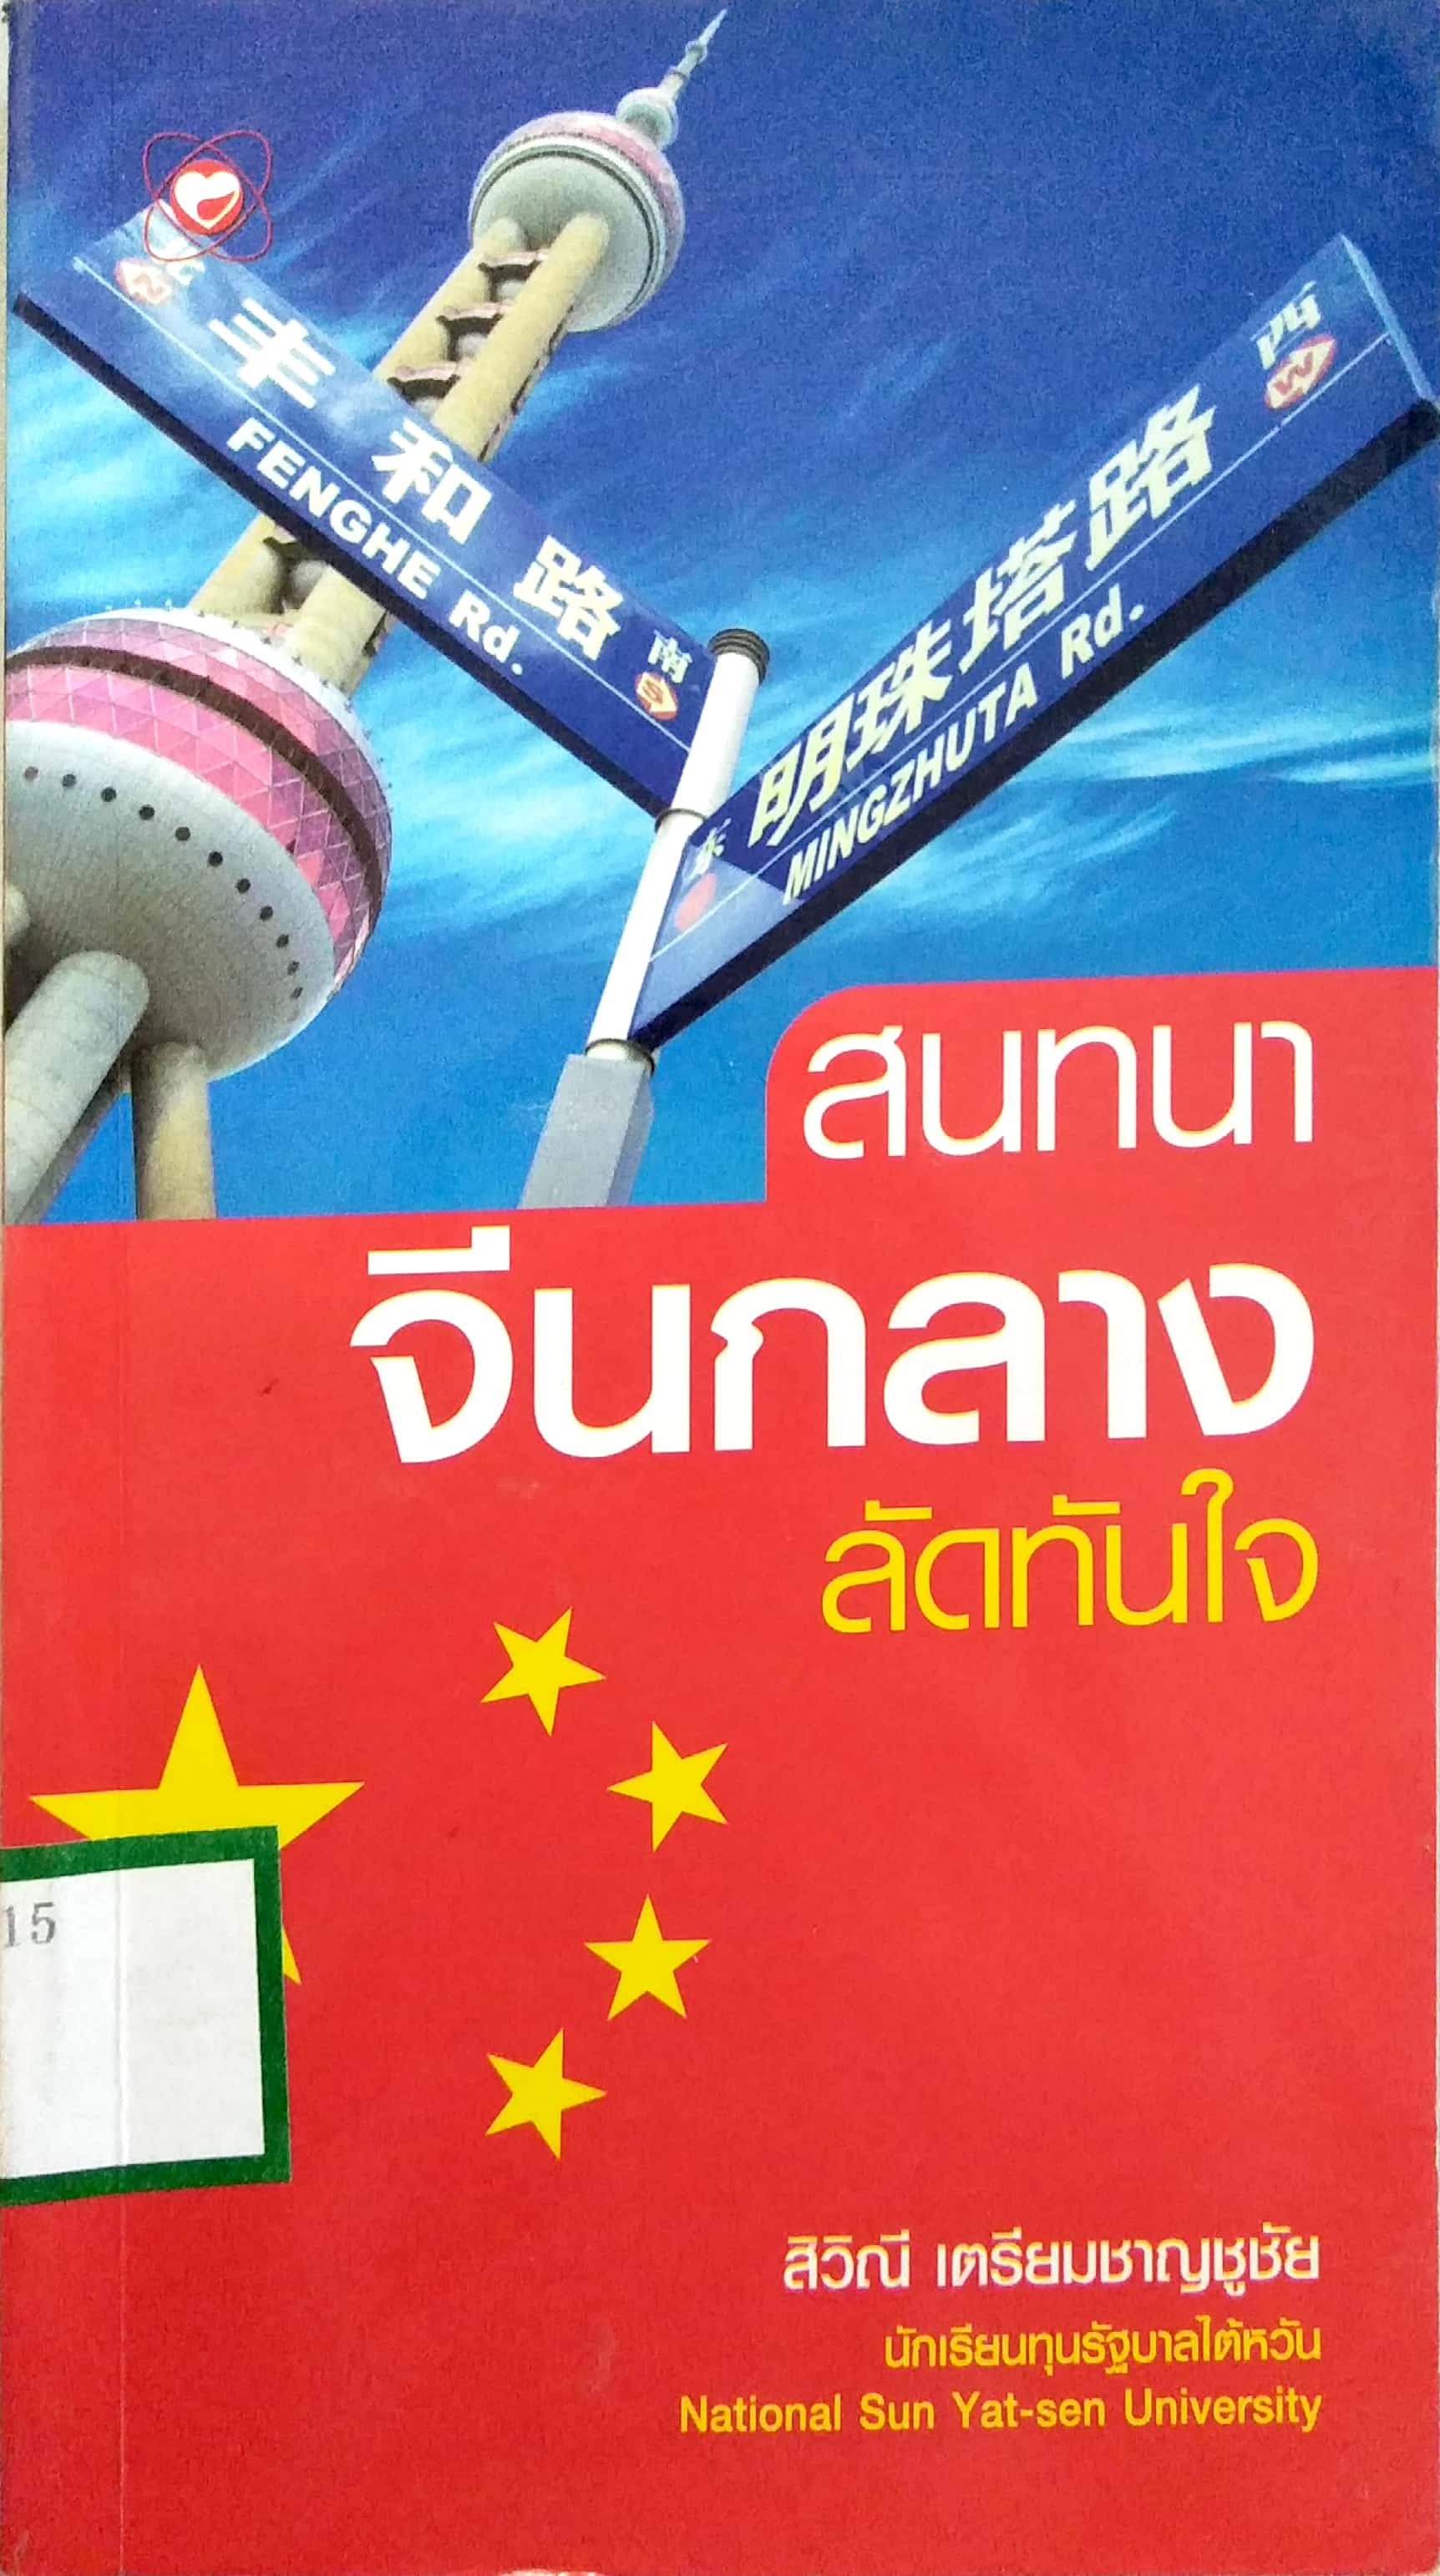 北
N
丰和路
FENGHE Rd.
南
S
西
W
明珠塔路
MINGZHUTA Rd.
东
สนทนา
จีนกลาง
ลัดทันใจ
15
สิวิณี เตรียมชาญชูชัย
นักเรียนทุนรัฐบาลไต้หวัน
National Sun Yat-sen University